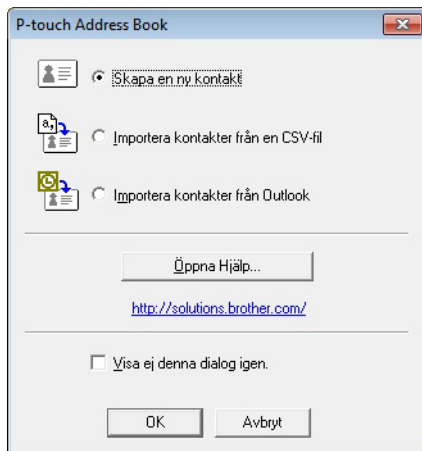 P-touch Address Book
Skapa en ny kontakt
a,
Importera kontakter från en CSV-fil
Importera kontakter från Outlook
Öppna Hjälp...
http://solutions.brother.com/
Visa ej denna dialog igen.
OK
Avbryt